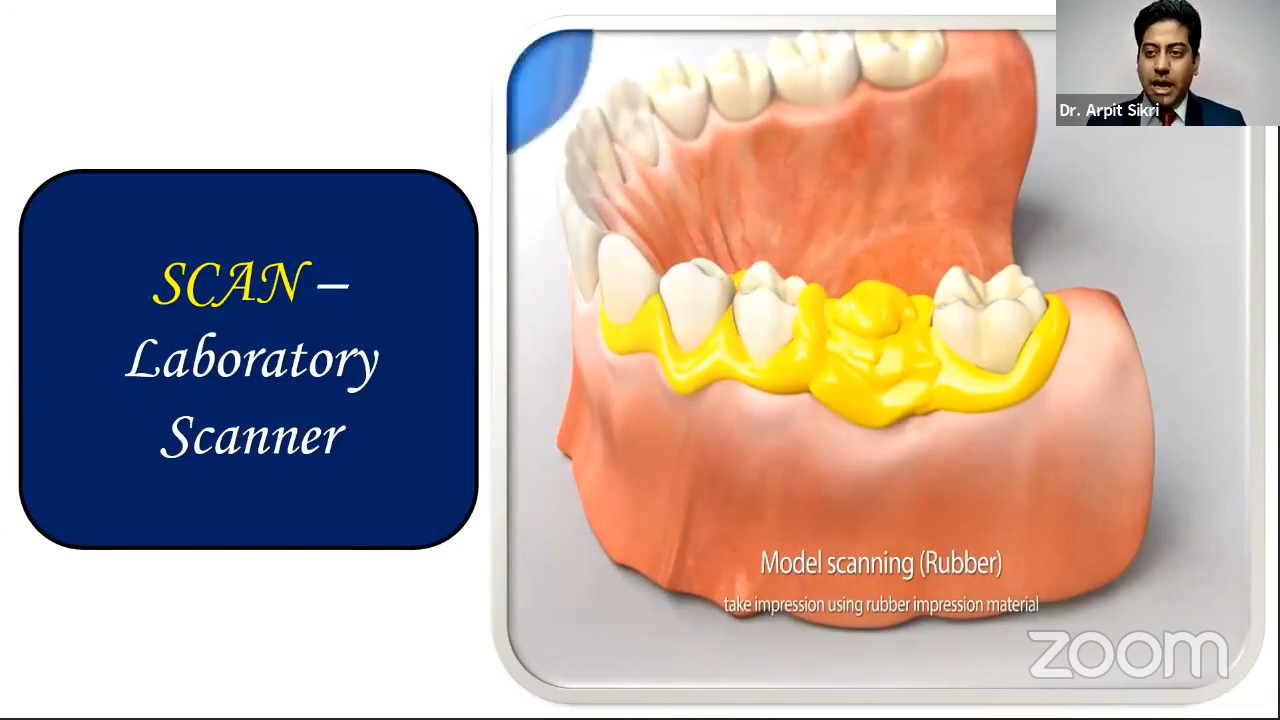 SCAN –
Laboratory
Scanner
Dr. Arpit Sikri
Model scanning (Rubber)
take impression using rubber impression material
zoom